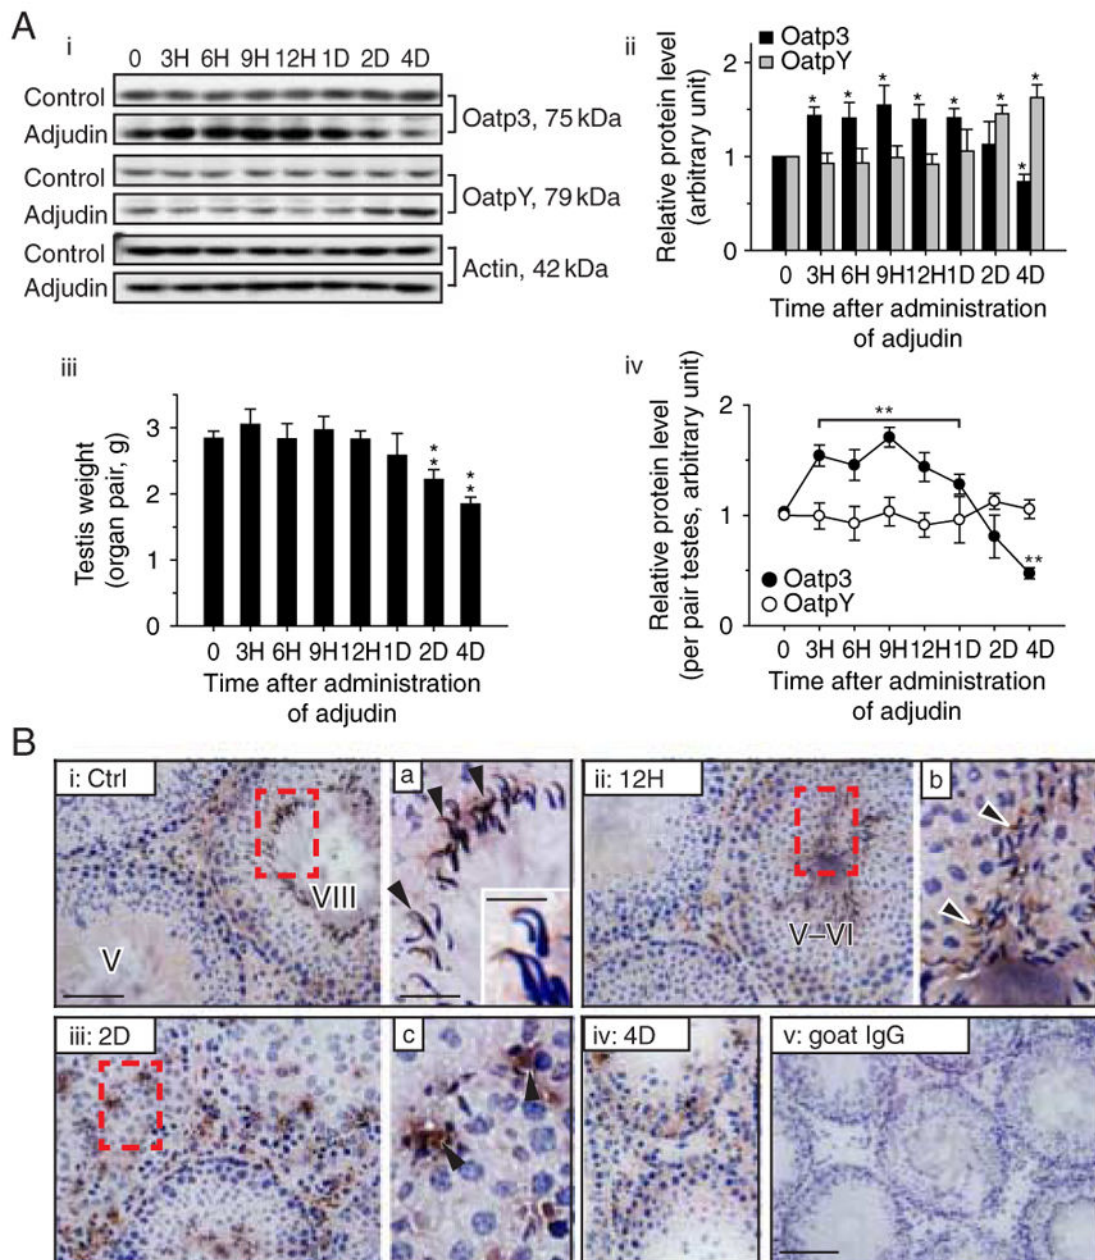 A
i
0 3H 6H 9H 12H 1D 2D 4D
Control
Adjudin
Oatp3, 75 kDa
Control
Adjudin
OatpY, 79 kDa
Control
Adjudin
Actin, 42 kDa
ii
Oatp3
OatpY
Relative protein level
(arbitrary unit)
2
1
0
* * * * * * * *
0 3H 6H 9H 12H 1D 2D 4D
Time after administration
of adjudin
iii
Testis weight
(organ pair, g)
3
2
1
0
** **
0 3H 6H 9H 12H 1D 2D 4D
Time after administration
of adjudin
iv
Relative protein level
(per pair testes, arbitrary unit)
2
1
0
**
**
Oatp3
OatpY
0 3H 6H 9H 12H 1D 2D 4D
Time after administration
of adjudin
B
i: Ctrl
VIII
V
a
ii: 12H
V–VI
b
iii: 2D
c
iv: 4D
v: goat IgG